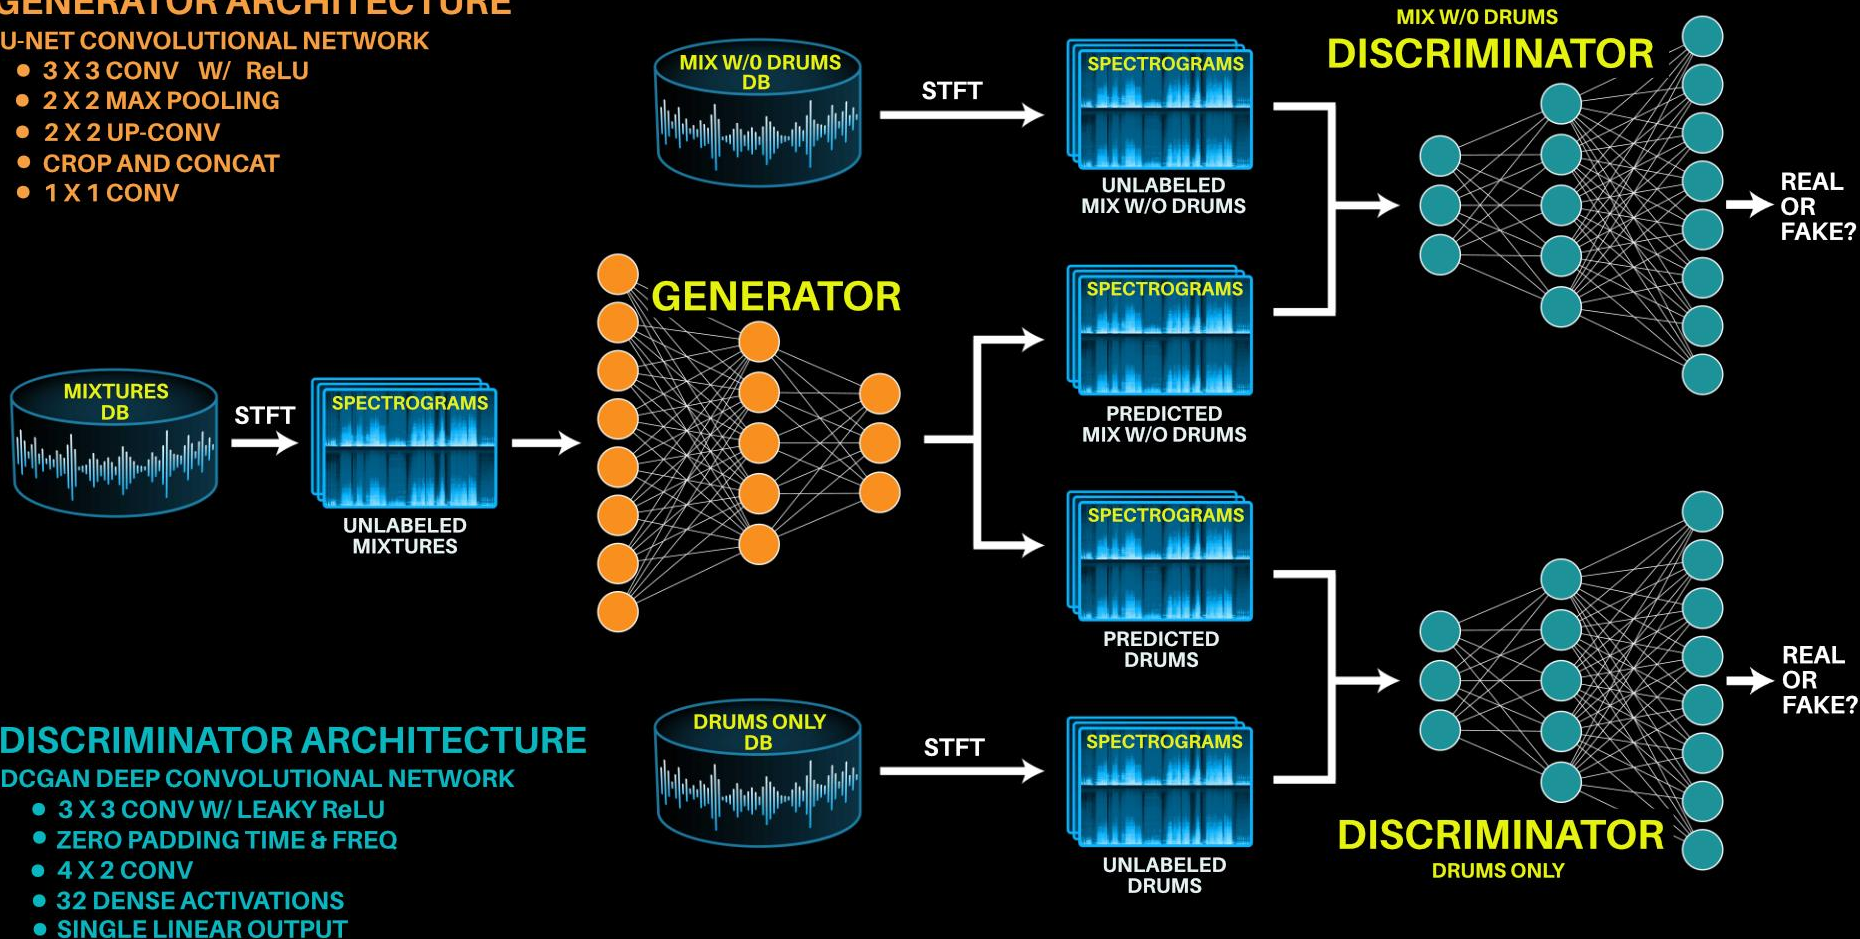 GENERATOR ARCHITECTURE
U-NET CONVOLUTIONAL NETWORK
• 3 X 3 CONV W/ ReLU
• 2 X 2 MAX POOLING
• 2 X 2 UP-CONV
• CROP AND CONCAT
• 1 X 1 CONV
MIX W/0 DRUMS
DB
STFT
SPECTROGRAMS
UNLABELED
MIX W/O DRUMS
MIX W/0 DRUMS
DISCRIMINATOR
REAL
OR
FAKE?
MIXTURES
DB
STFT
SPECTROGRAMS
UNLABELED
MIXTURES
GENERATOR
SPECTROGRAMS
PREDICTED
MIX W/O DRUMS
SPECTROGRAMS
PREDICTED
DRUMS
REAL
OR
FAKE?
DRUMS ONLY
DB
STFT
SPECTROGRAMS
UNLABELED
DRUMS
DISCRIMINATOR
DRUMS ONLY
DISCRIMINATOR ARCHITECTURE
DCGAN DEEP CONVOLUTIONAL NETWORK
• 3 X 3 CONV W/ LEAKY ReLU
• ZERO PADDING TIME & FREQ
• 4 X 2 CONV
• 32 DENSE ACTIVATIONS
• SINGLE LINEAR OUTPUT